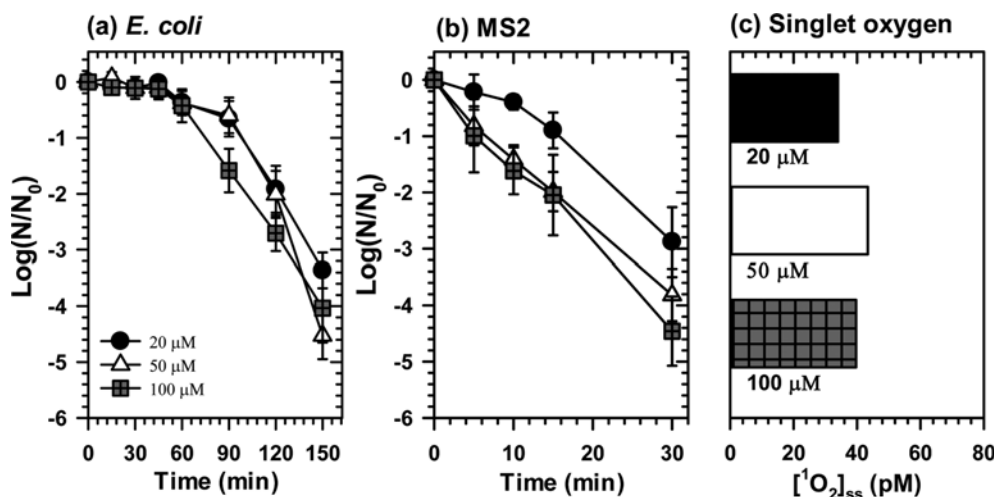 (a) E. coli
Log(N/N₀)
0
-1
-2
-3
-4
-5
-6
20 μM
50 μM
100 μM
0 30 60 90 120 150
Time (min)
(b) MS2
Log(N/N₀)
0
-1
-2
-3
-4
-5
-6
0 10 20 30
Time (min)
(c) Singlet oxygen
20 μM
50 μM
100 μM
0 20 40 60 80
[¹O₂]ss (pM)